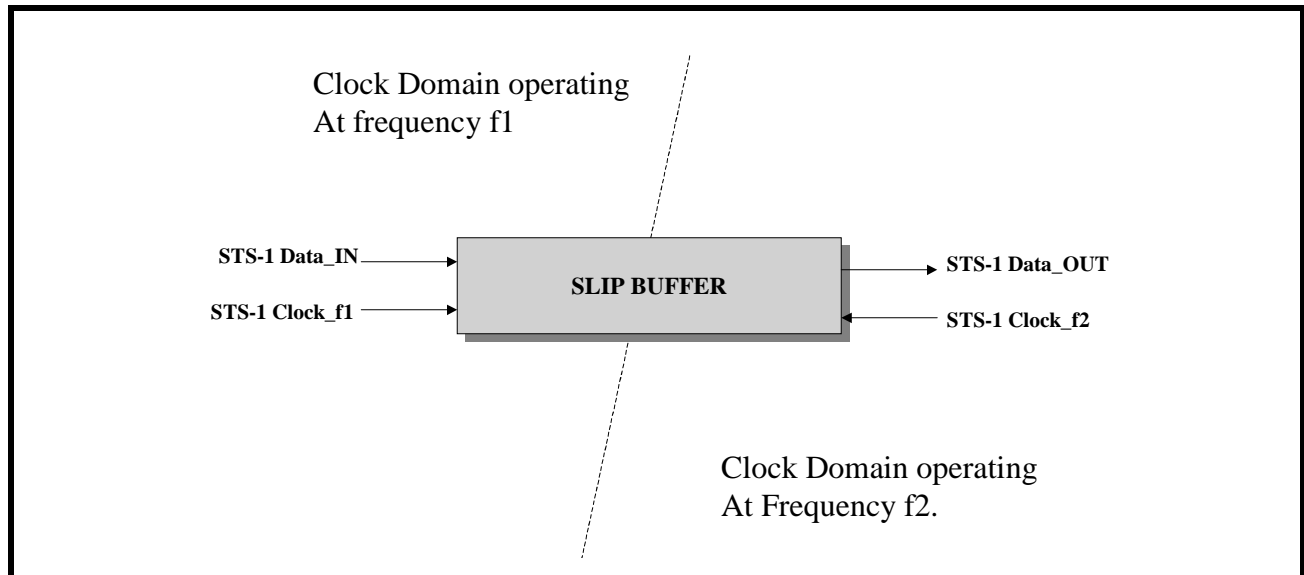 Clock Domain operating
At frequency f1
STS-1 Data_IN
STS-1 Clock_f1
SLIP BUFFER
STS-1 Data_OUT
STS-1 Clock_f2
Clock Domain operating
At Frequency f2.